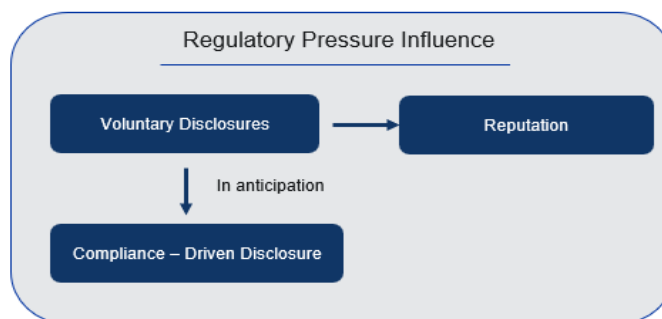 Regulatory Pressure Influence
Voluntary Disclosures
Reputation
In anticipation
Compliance – Driven Disclosure